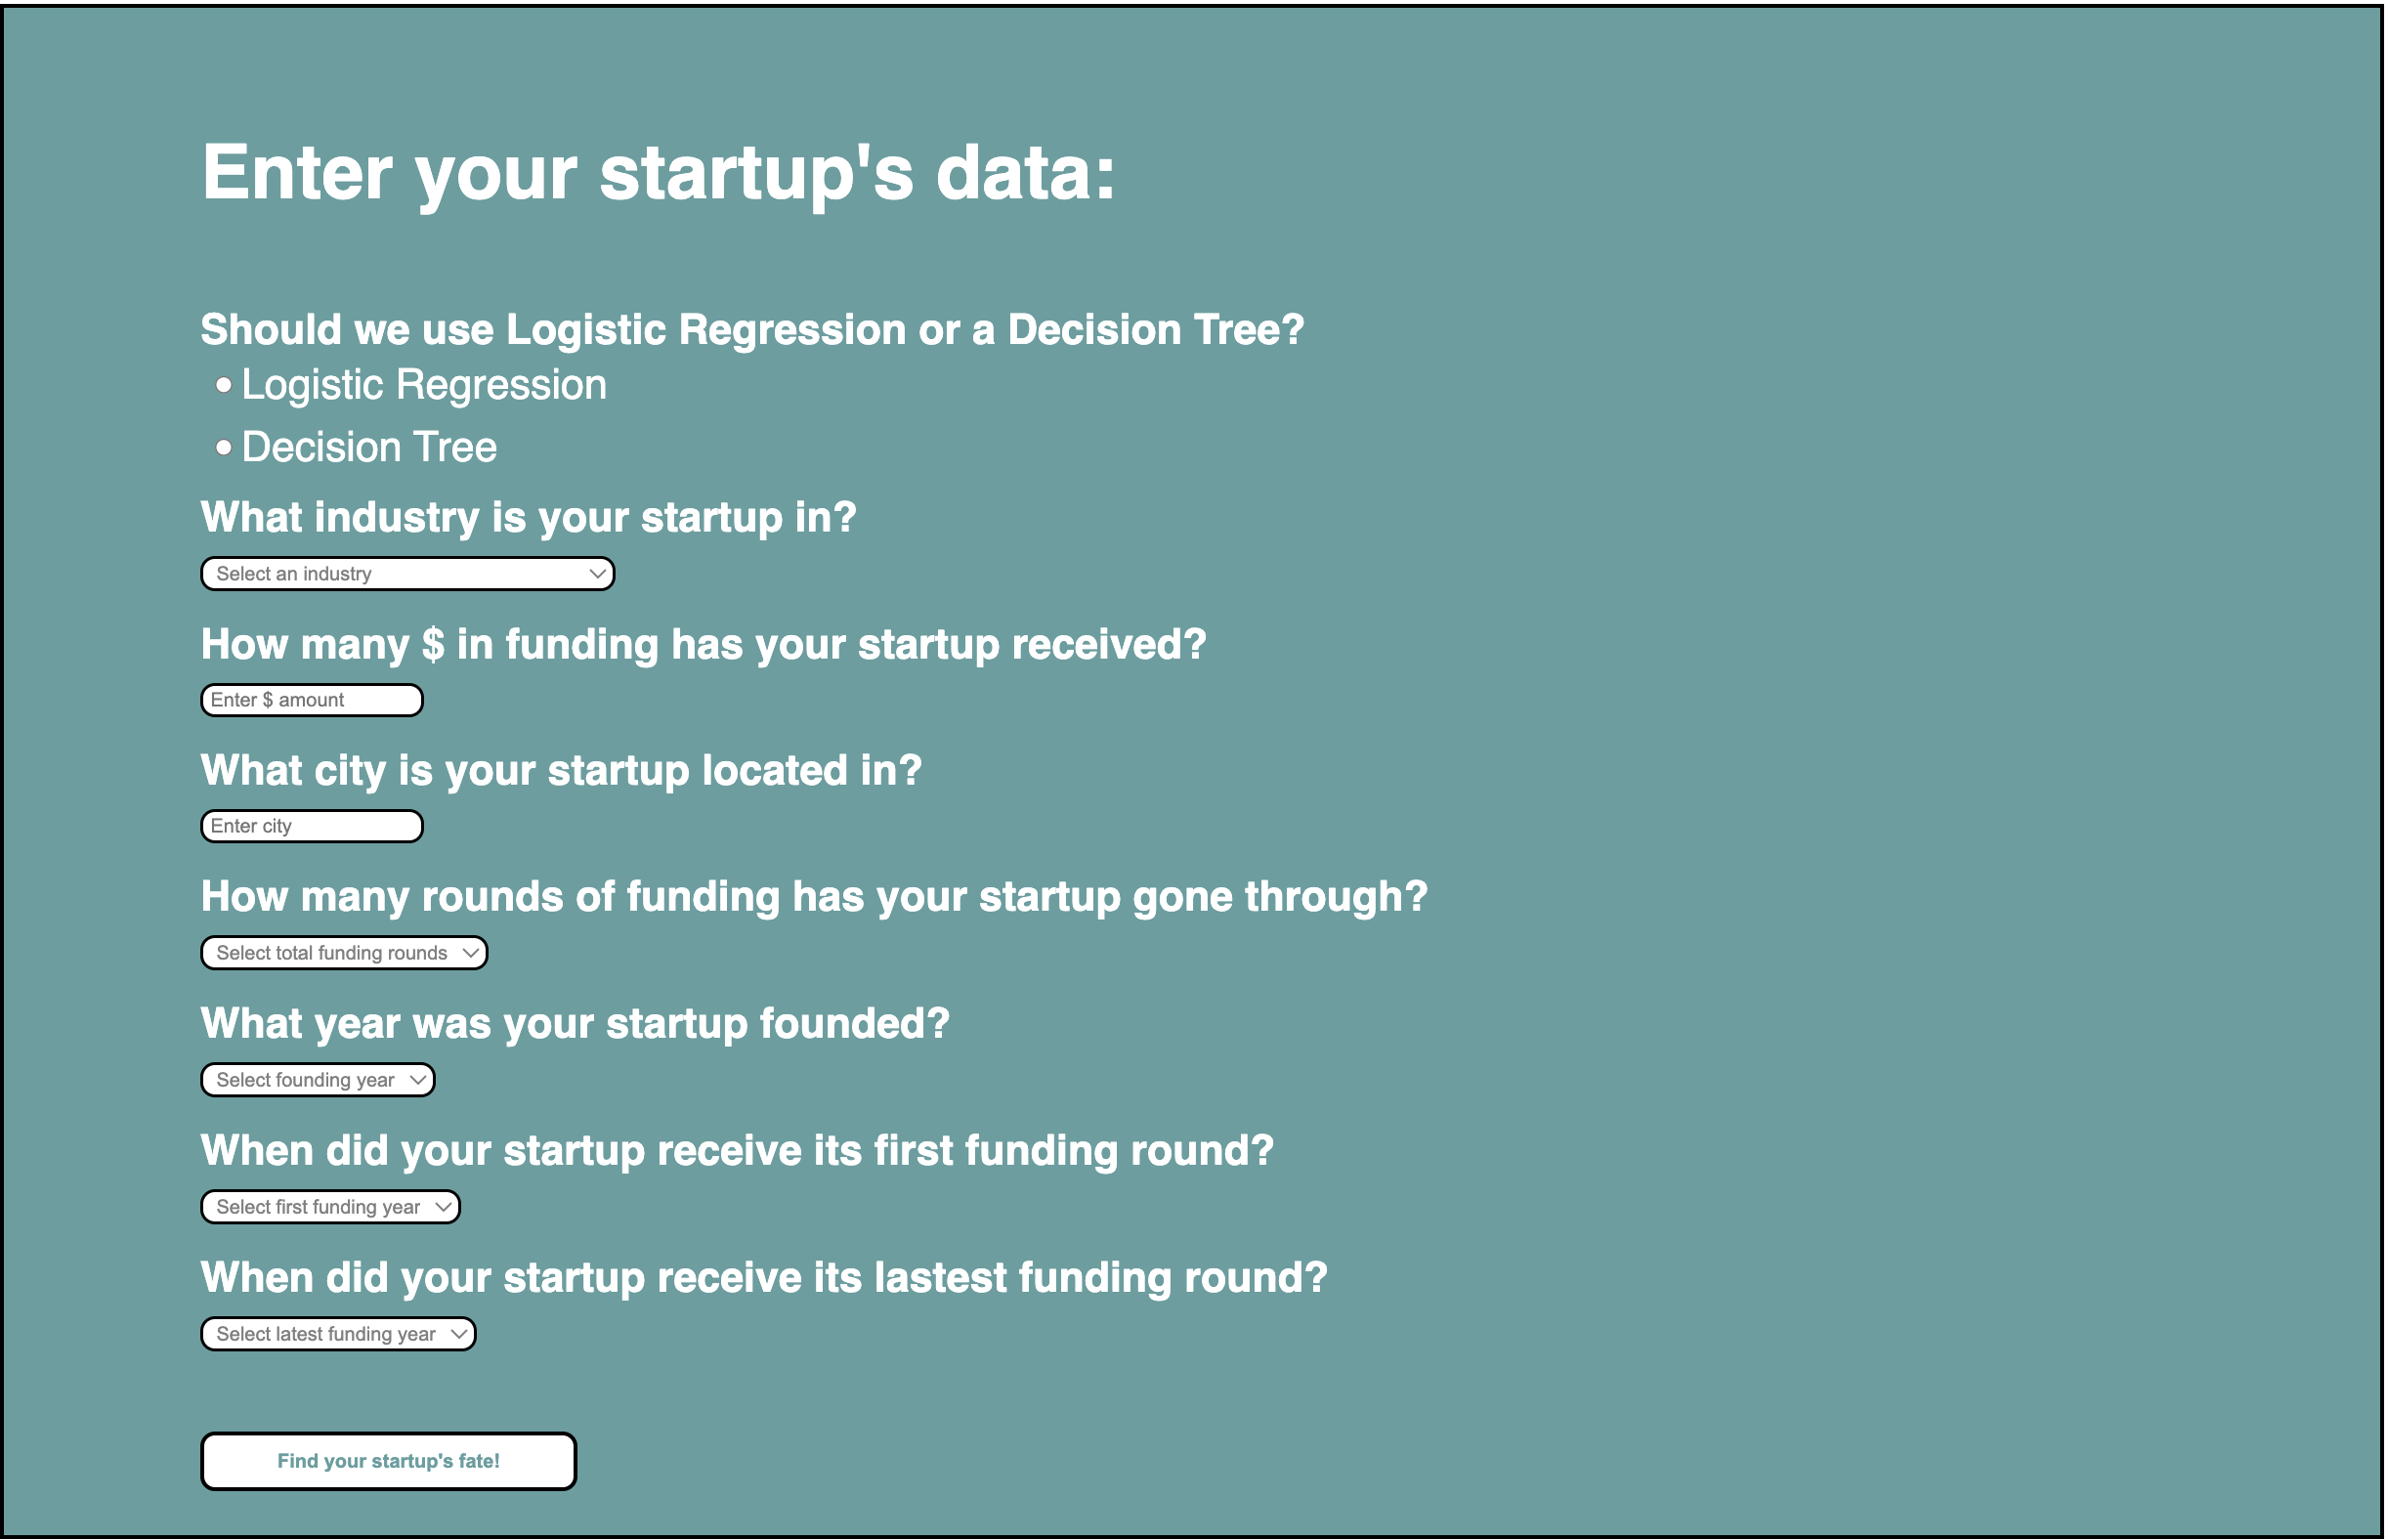 Enter your startup's data:
Should we use Logistic Regression or a Decision Tree?
Logistic Regression
Decision Tree
What industry is your startup in?
Select an industry
How many $ in funding has your startup received?
Enter $ amount
What city is your startup located in?
Enter city
How many rounds of funding has your startup gone through?
Select total funding rounds
What year was your startup founded?
Select founding year
When did your startup receive its first funding round?
Select first funding year
When did your startup receive its lastest funding round?
Select latest funding year
Find your startup's fate!